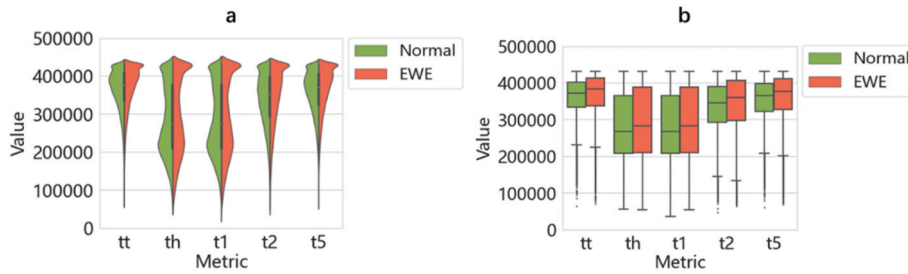 a
500000
400000
300000
200000
100000
0
Value
tt th t1 t2 t5
Metric
Normal
EWE
b
500000
400000
300000
200000
100000
0
Value
tt th t1 t2 t5
Metric
Normal
EWE